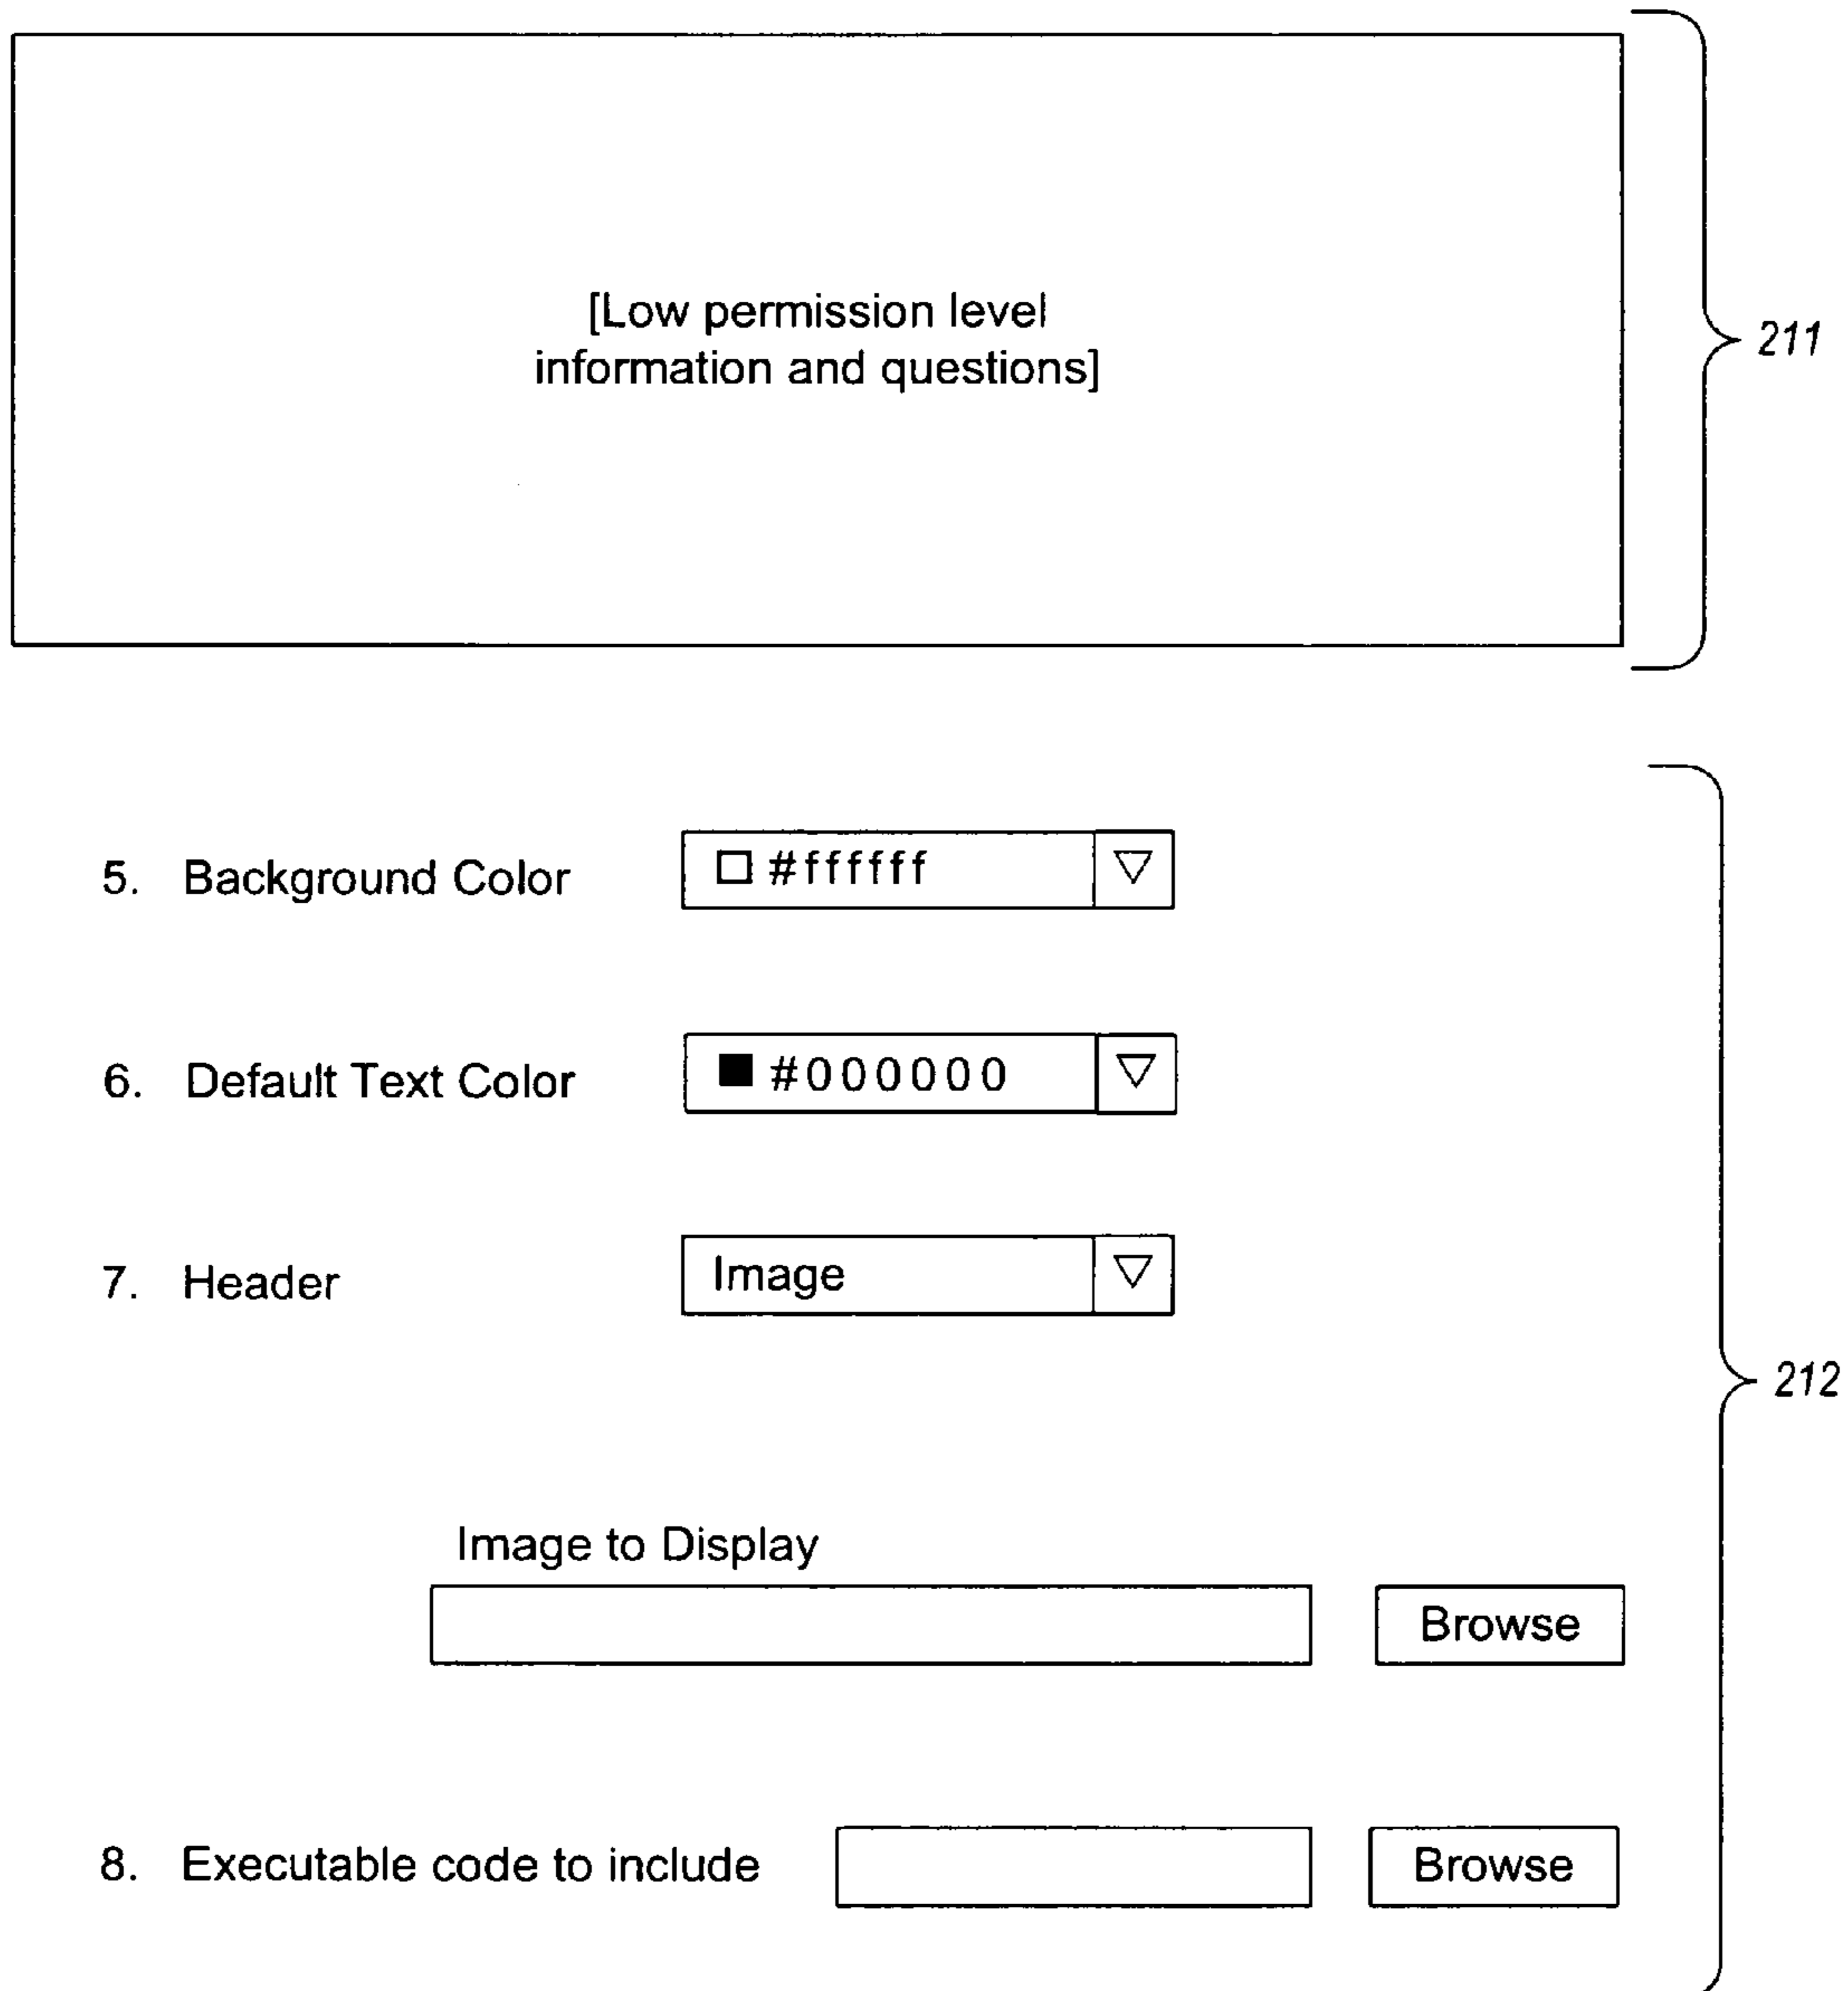 [Low permission level
information and questions]
211
5. Background Color #ffffff
6. Default Text Color #000000
7. Header Image
212
Image to Display
Browse
8. Executable code to include Browse